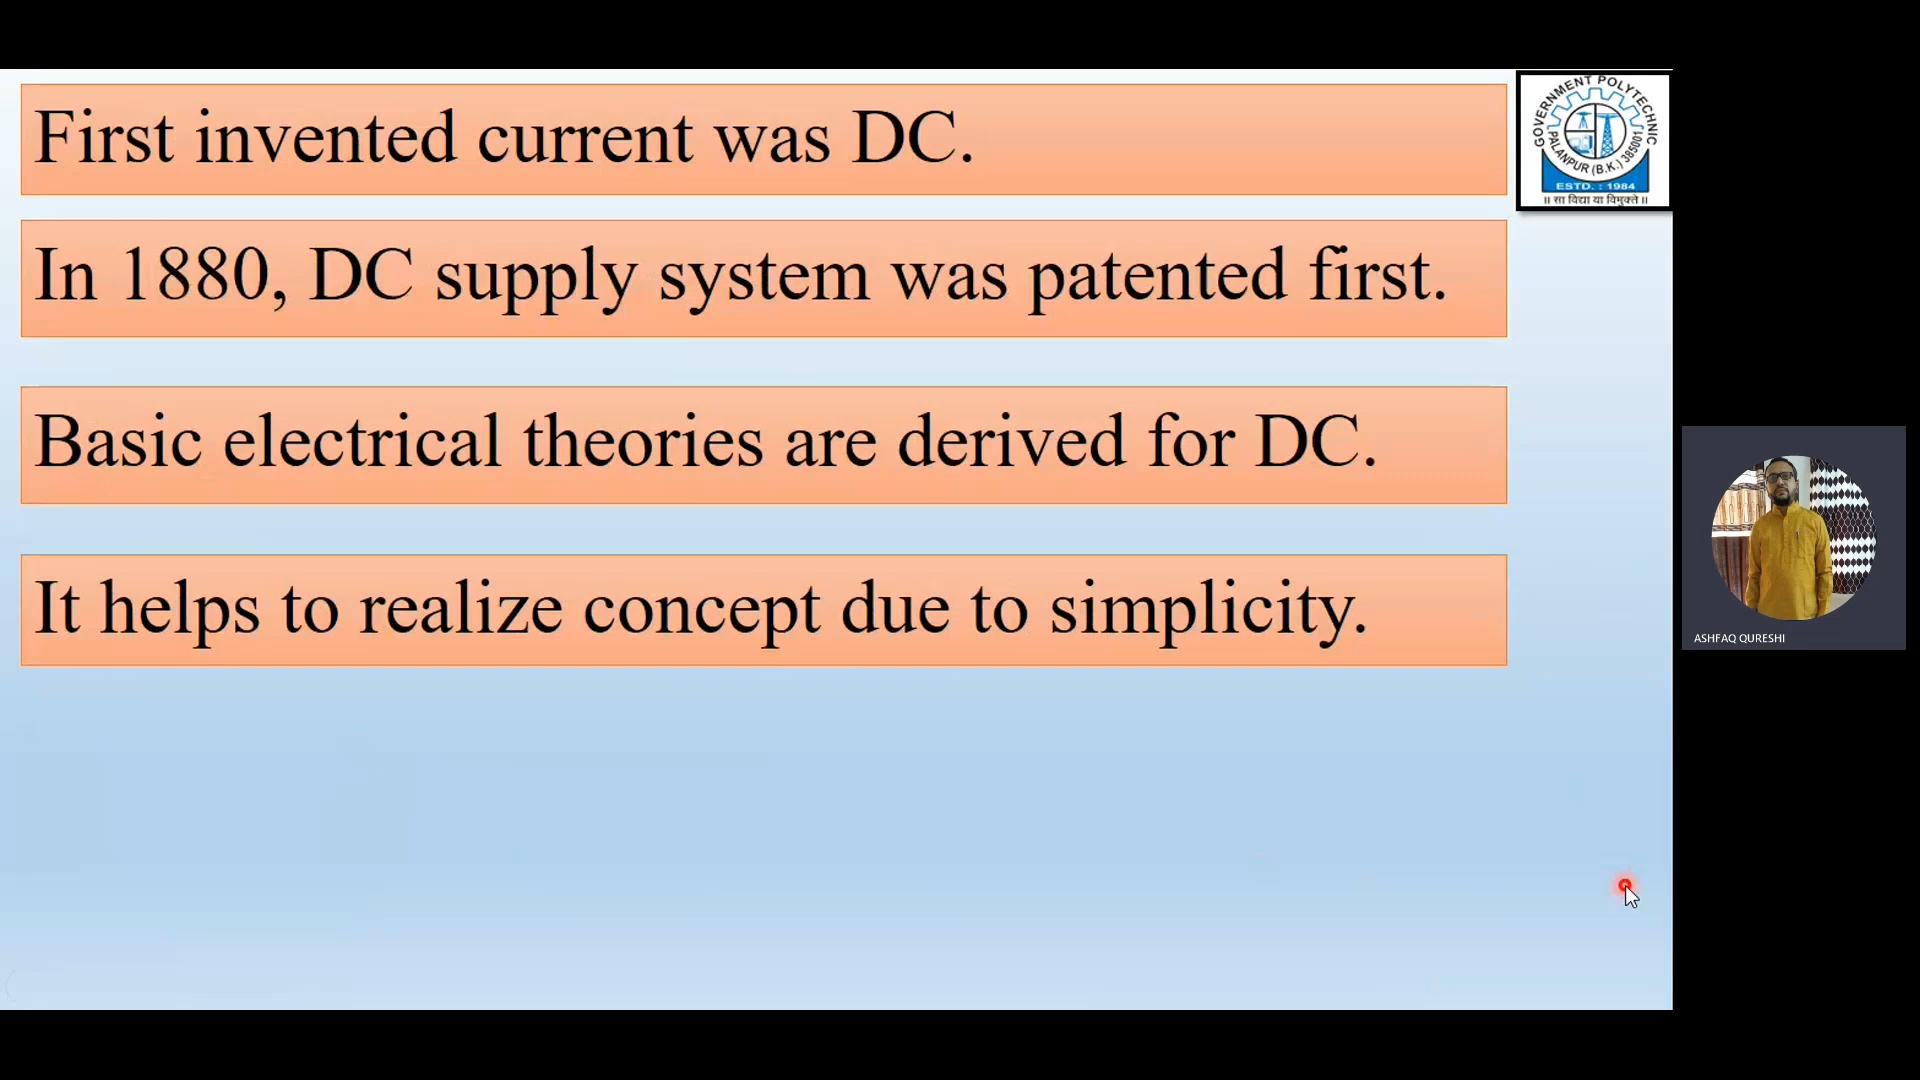 First invented current was DC.
In 1880, DC supply system was patented first.
Basic electrical theories are derived for DC.
It helps to realize concept due to simplicity.
GOVERNMENT POLYTECHNIC
PALANPUR (B.K.) 385001
ESTD. : 1984
॥ सा विद्या या विमुक्ते ॥
ASHFAQ QURESHI